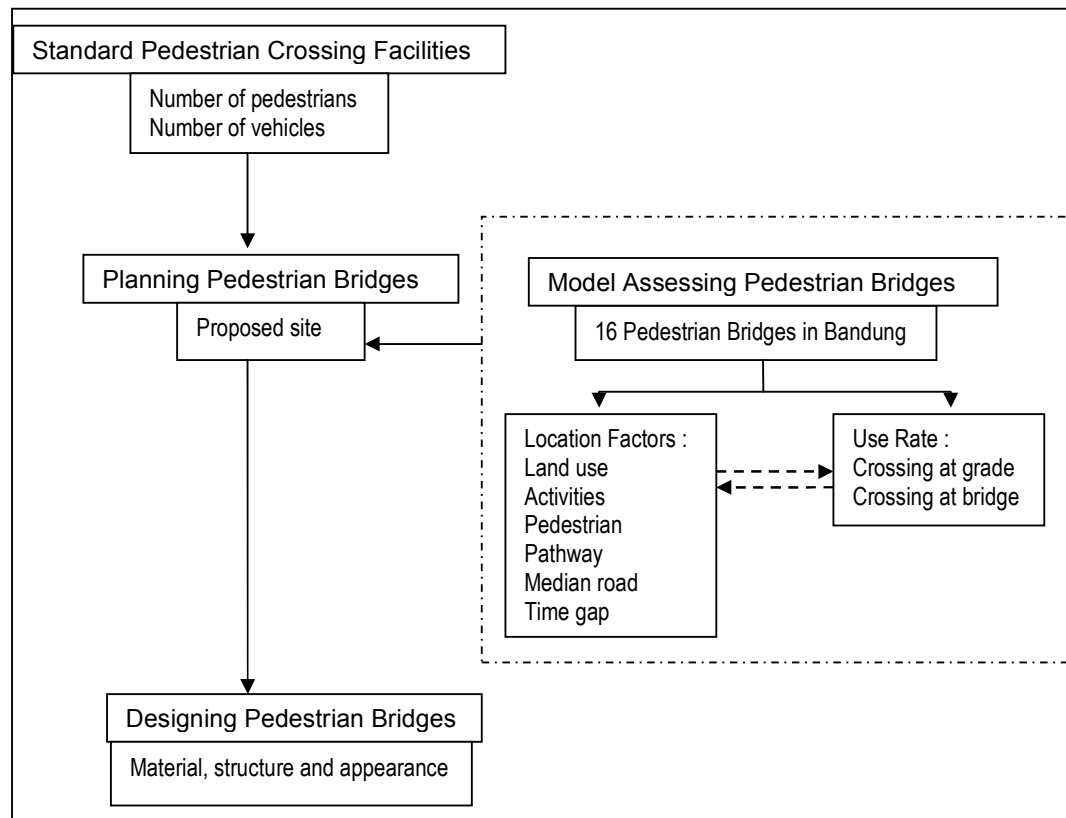 Standard Pedestrian Crossing Facilities
Number of pedestrians
Number of vehicles
Planning Pedestrian Bridges
Proposed site
Model Assessing Pedestrian Bridges
16 Pedestrian Bridges in Bandung
Location Factors :
Land use
Activities
Pedestrian
Pathway
Median road
Time gap
Use Rate :
Crossing at grade
Crossing at bridge
Designing Pedestrian Bridges
Material, structure and appearance